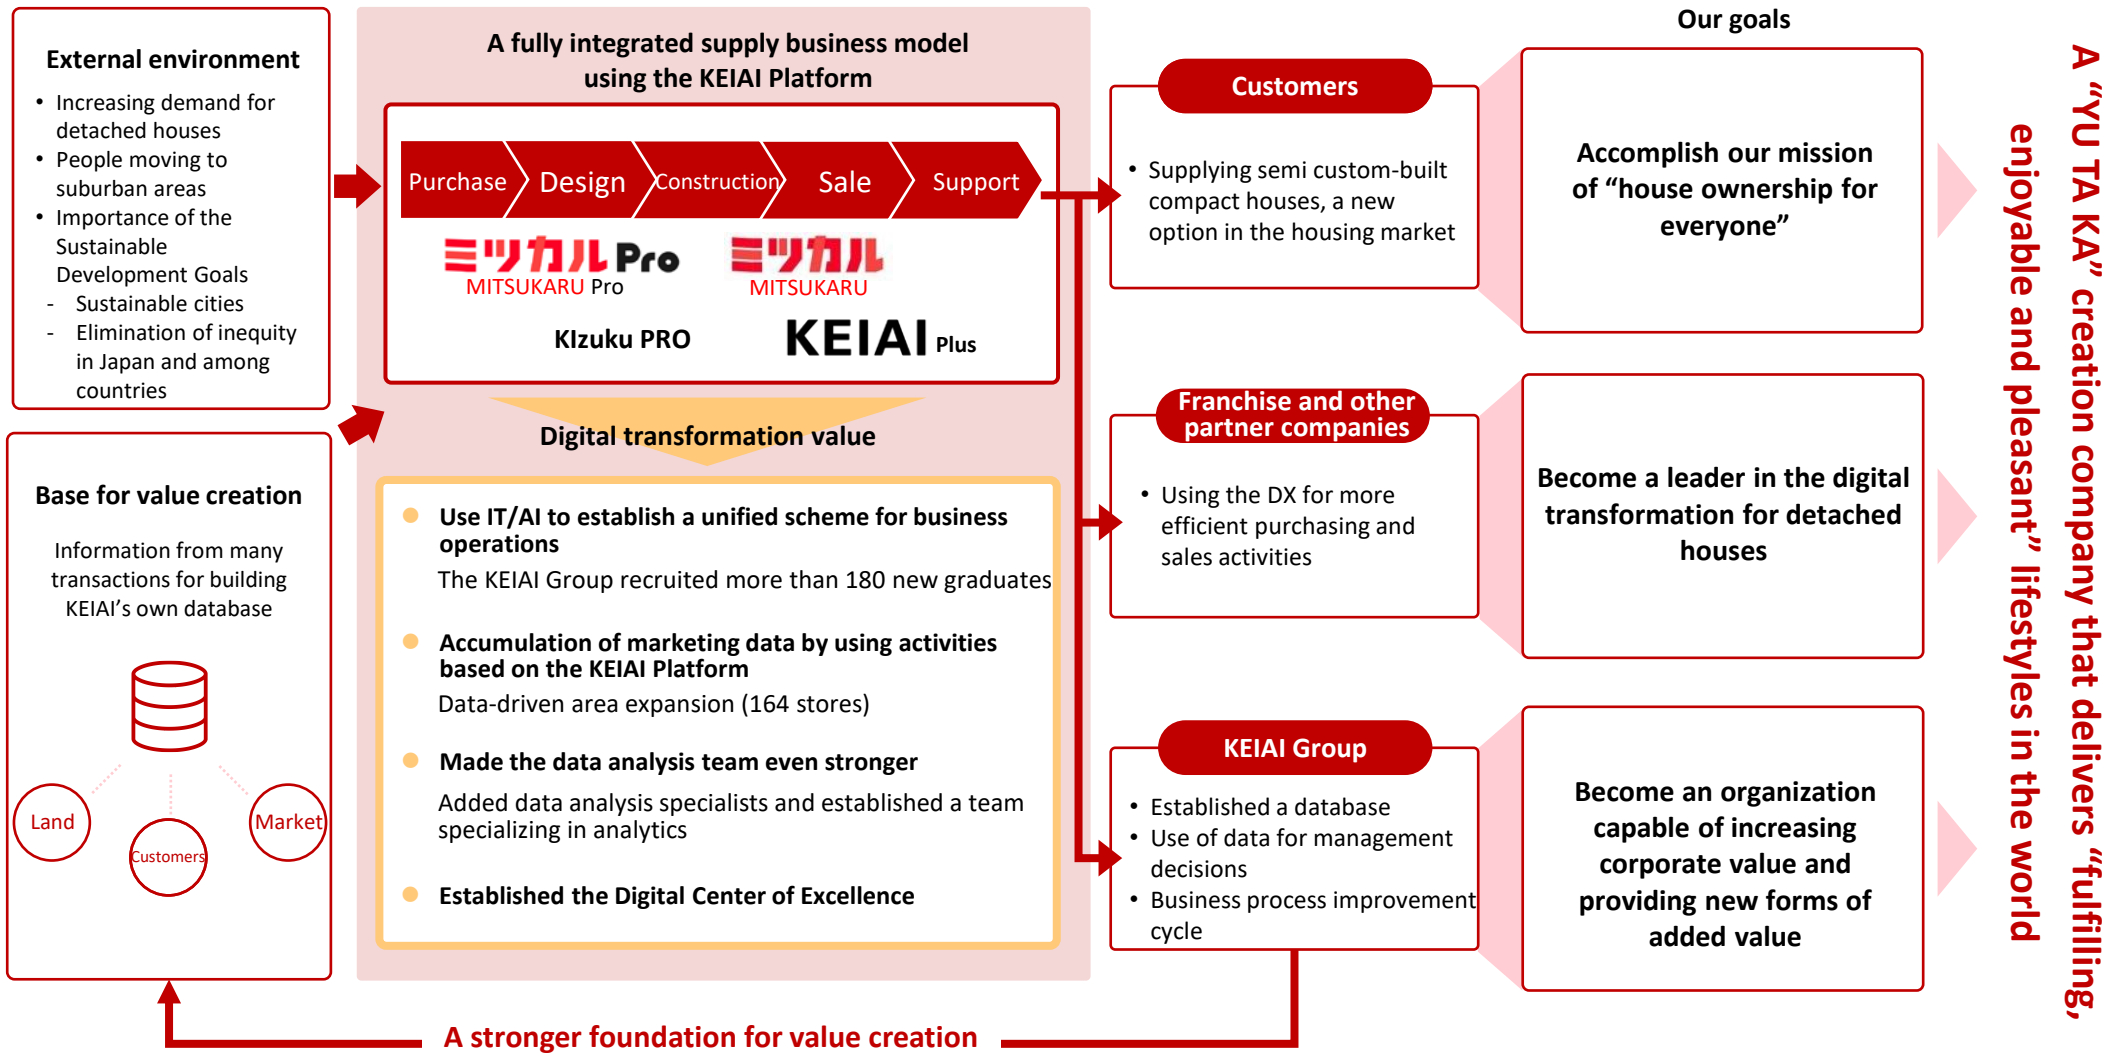 External environment
• Increasing demand for
detached houses
• People moving to
suburban areas
• Importance of the
Sustainable
Development Goals
- Sustainable cities
- Elimination of inequity
in Japan and among
countries
Base for value creation
Information from many
transactions for building
KEIAI’s own database
Land
Customers
Market
A fully integrated supply business model
using the KEIAI Platform
Purchase
Design
Construction
Sale
Support
ミツカル Pro
MITSUKARU Pro
ミツカル
MITSUKARU
KIzuku PRO
KEIAI Plus
Digital transformation value
Use IT/AI to establish a unified scheme for business
operations
The KEIAI Group recruited more than 180 new graduates
Accumulation of marketing data by using activities
based on the KEIAI Platform
Data-driven area expansion (164 stores)
Made the data analysis team even stronger
Added data analysis specialists and established a team
specializing in analytics
Established the Digital Center of Excellence
Customers
• Supplying semi custom-built
compact houses, a new
option in the housing market
Franchise and other
partner companies
• Using the DX for more
efficient purchasing and
sales activities
KEIAI Group
• Established a database
• Use of data for management
decisions
• Business process improvement
cycle
Our goals
Accomplish our mission
of “house ownership for
everyone”
Become a leader in the digital
transformation for detached
houses
Become an organization
capable of increasing
corporate value and
providing new forms of
added value
A “YU TA KA” creation company that delivers “fulfilling,
enjoyable and pleasant” lifestyles in the world
A stronger foundation for value creation